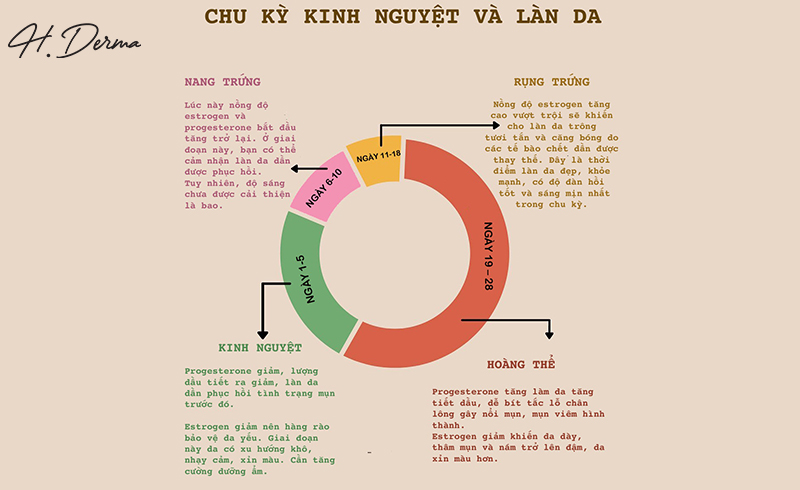 CHU KỲ KINH NGUYỆT VÀ LÀN DA
H. Derma
NANG TRỨNG
Lúc này nồng độ
estrogen và
progesterone bắt đầu
tăng trở lại. Ở giai
đoạn này, bạn có thể
cảm nhận làn da dần
được phục hồi.
Tuy nhiên, độ sáng
chưa được cải thiện
là bao.
RỤNG TRỨNG
Nồng độ estrogen tăng
cao vượt trội sẽ khiến
cho làn da trông
tươi tắn và căng bóng do
các tế bào chết dần được
thay thế. Đây là thời
điểm làn da đẹp, khỏe
mạnh, có độ đàn hồi
tốt và sáng mịn nhất
trong chu kỳ.
NGÀY 11-18
NGÀY 6-10
NGÀY 1-5
NGÀY 19 – 28
KINH NGUYỆT
Progesterone giảm, lượng
dầu tiết ra giảm, làn da
dần phục hồi tình trạng mụn
trước đó.
Estrogen giảm nên hàng rào
bảo vệ da yếu. Giai đoạn
này da có xu hướng khô,
nhạy cảm, xỉn màu. Cần tăng
cường dưỡng ẩm.
HOÀNG THỂ
Progesterone tăng làm da tăng
tiết dầu, dễ bít tắc lỗ chân
lông gây nổi mụn, mụn viêm hình
thành.
Estrogen giảm khiến da dày,
thâm mụn và nám trở lên đậm, da
xỉn màu hơn.